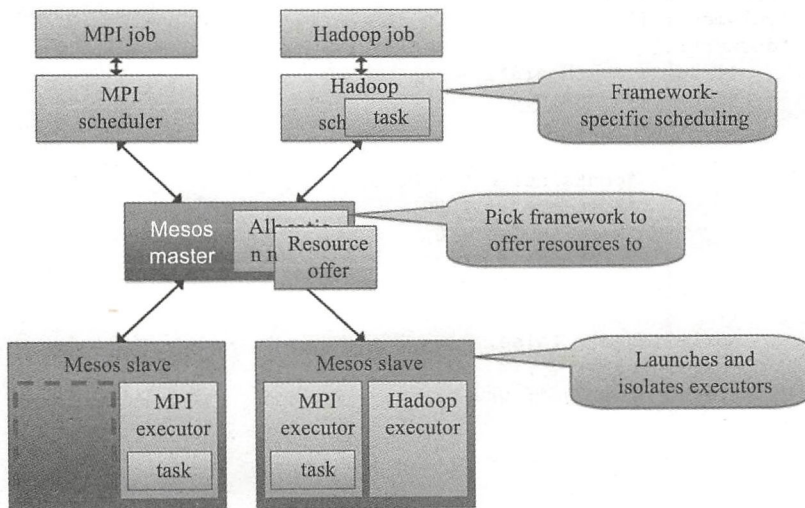 MPI job
Hadoop job
MPI
scheduler
Hadoop
sch
task
Framework-
specific scheduling
Mesos
master
n
Resource
offer
Pick framework to
offer resources to
Mesos slave
MPI
executor
task
Mesos slave
MPI
executor
task
Hadoop
executor
Launches and
isolates executors